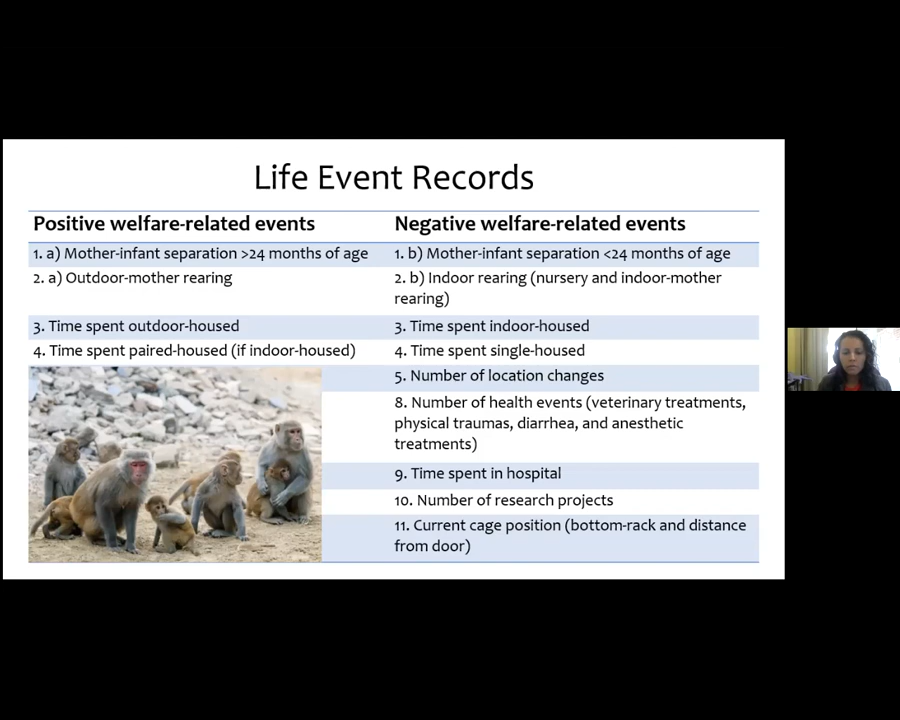 Life Event Records
Positive welfare-related events
Negative welfare-related events
1. a) Mother-infant separation >24 months of age
1. b) Mother-infant separation <24 months of age
2. a) Outdoor-mother rearing
2. b) Indoor rearing (nursery and indoor-mother
rearing)
3. Time spent outdoor-housed
3. Time spent indoor-housed
4. Time spent paired-housed (if indoor-housed)
4. Time spent single-housed
5. Number of location changes
8. Number of health events (veterinary treatments,
physical traumas, diarrhea, and anesthetic
treatments)
9. Time spent in hospital
10. Number of research projects
11. Current cage position (bottom-rack and distance
from door)